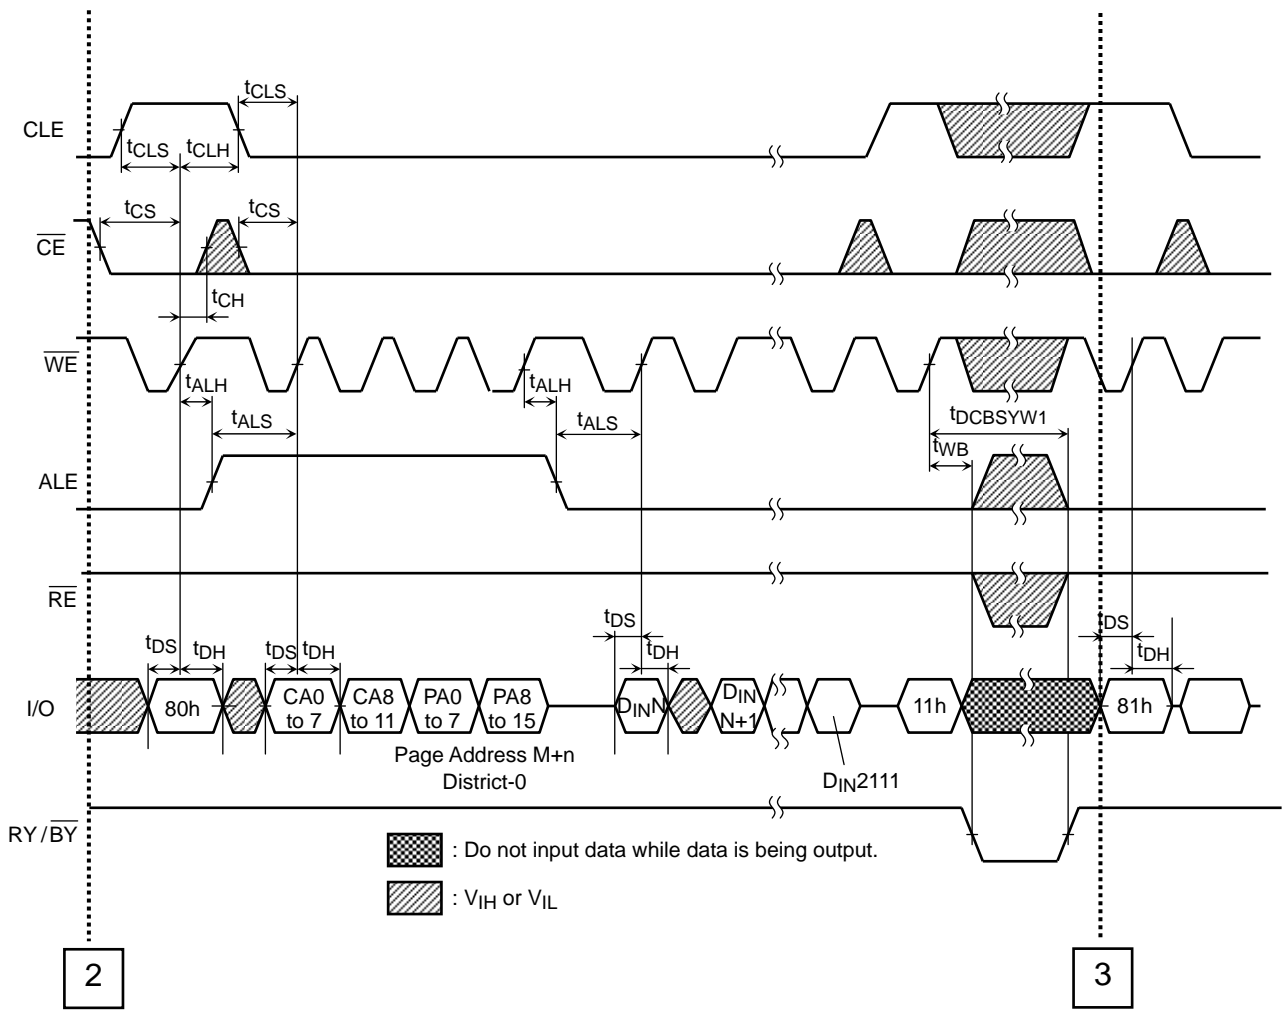 tCLS
CLE
tCLS tCLH
tCS tCS
CE
tCH
WE
tALH tALH
tALS tALS
tDCBSYW1
tWB
ALE
RE
tDS tDS
tDH tDH
tDS tDH tDS tDH
I/O
80h
CA0 to 7
CA8 to 11
PA0 to 7
PA8 to 15
DINN
DIN N+1
11h
81h
Page Address M+n
District-0
DIN2111
RY/BY
: Do not input data while data is being output.
: VIH or VIL
2
3